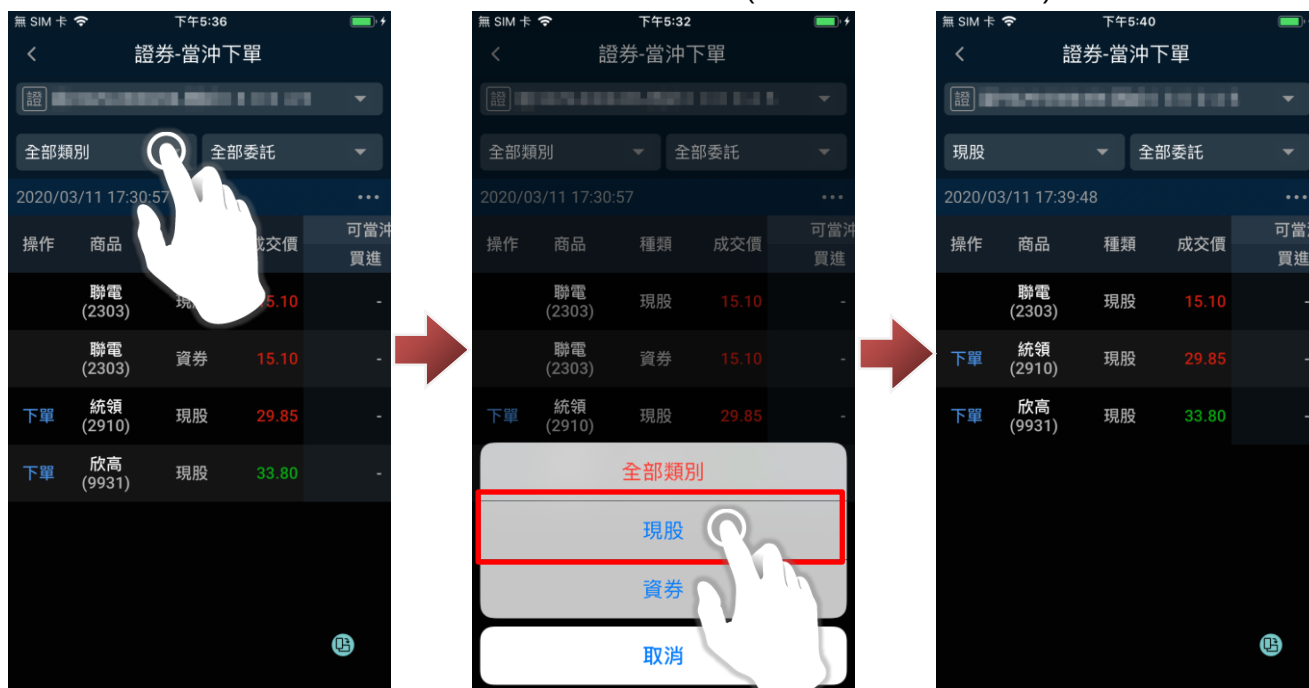 無 SIM 卡 下午5:36
證券-當沖下單
證
全部類別 全部委託
2020/03/11 17:30:57
操作 商品 成交價 可當沖
買進
聯電
(2303) 5.10 -
聯電
(2303) 資券 15.10 -
下單 統領
(2910) 現股 29.85 -
下單 欣高
(9931) 現股 33.80 -
無 SIM 卡 下午5:32
證券-當沖下單
證
全部類別 全部委託
2020/03/11 17:30:57
操作 商品 種類 成交價 可當沖
買進
聯電
(2303) 現股 15.10 -
聯電
(2303) 資券 15.10 -
下單 統領
(2910) 現股 29.85
全部類別
現股
資券
取消
無 SIM 卡 下午5:40
證券-當沖下單
證
現股 全部委託
2020/03/11 17:39:48
操作 商品 種類 成交價 可當
買進
聯電
(2303) 現股 15.10 -
下單 統領
(2910) 現股 29.85 -
下單 欣高
(9931) 現股 33.80 -